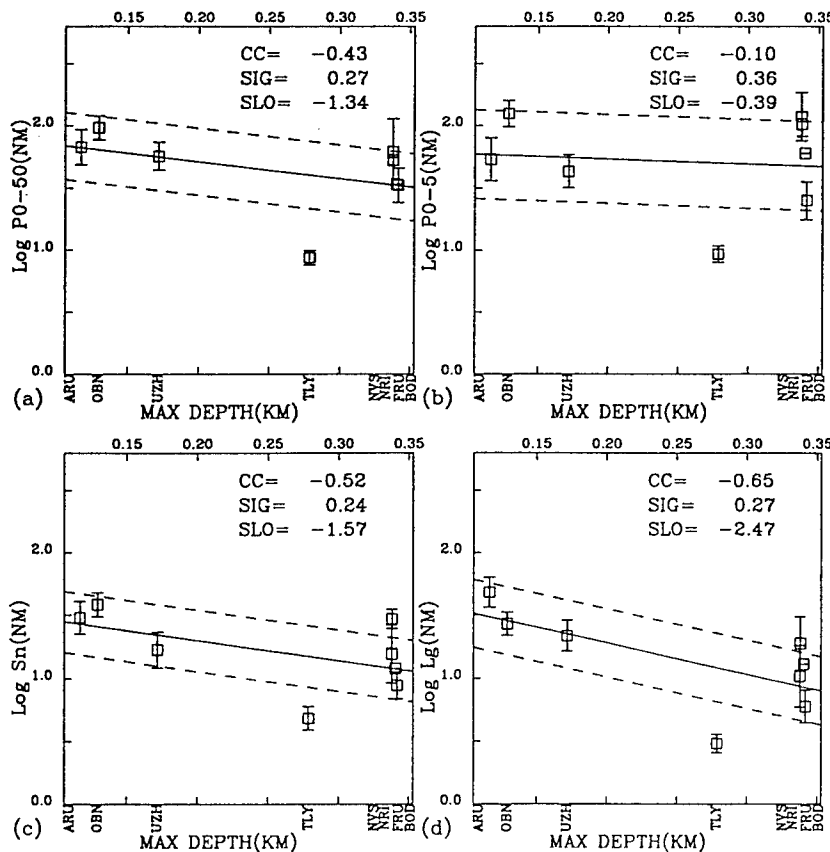 0.15 0.20 0.25 0.30 0.35
0.15 0.20 0.25 0.30 0.35
CC= −0.43
SIG= 0.27
SLO= −1.34
CC= −0.10
SIG= 0.36
SLO= −0.39
2.0
1.0
0.0
Log P0−50(NM)
2.0
1.0
0.0
Log P0−5(NM)
ARU OBN UZH TLY NVS NRI FRU BOD
ARU OBN UZH TLY NVS NRI FRU BOD
(a) MAX DEPTH(KM)
(b) MAX DEPTH(KM)
0.15 0.20 0.25 0.30 0.35
0.15 0.20 0.25 0.30 0.35
CC= −0.52
SIG= 0.24
SLO= −1.57
CC= −0.65
SIG= 0.27
SLO= −2.47
2.0
1.0
0.0
Log Sn(NM)
2.0
1.0
0.0
Log Lg(NM)
ARU OBN UZH TLY NVS NRI FRU BOD
ARU OBN UZH TLY NVS NRI FRU BOD
(c) MAX DEPTH(KM)
(d) MAX DEPTH(KM)